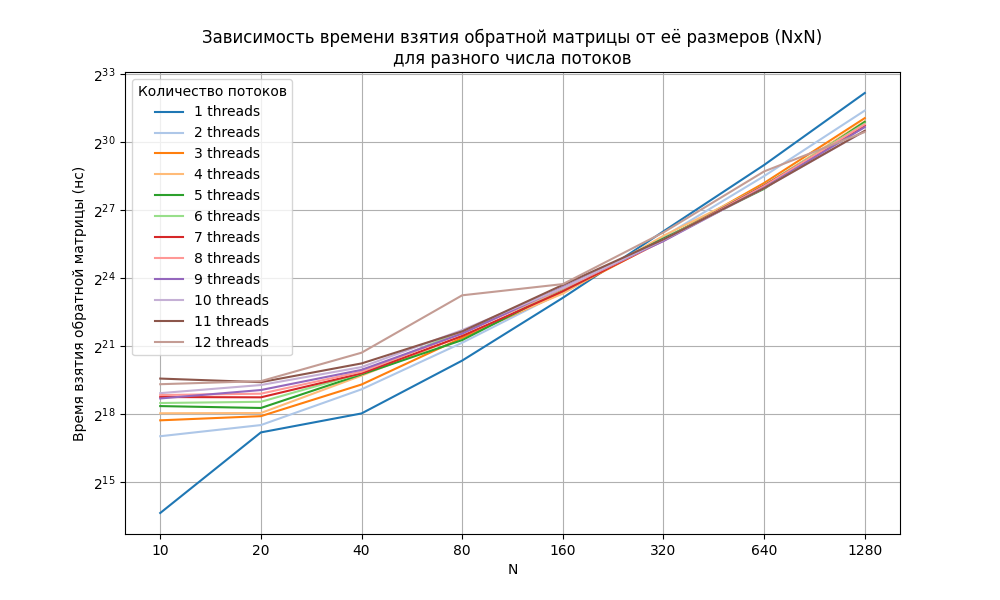 Зависимость времени взятия обратной матрицы от её размеров (NxN)
для разного числа потоков
Время взятия обратной матрицы (нс)
2^33
2^30
2^27
2^24
2^21
2^18
2^15
Количество потоков
1 threads
2 threads
3 threads
4 threads
5 threads
6 threads
7 threads
8 threads
9 threads
10 threads
11 threads
12 threads
10 20 40 80 160 320 640 1280
N